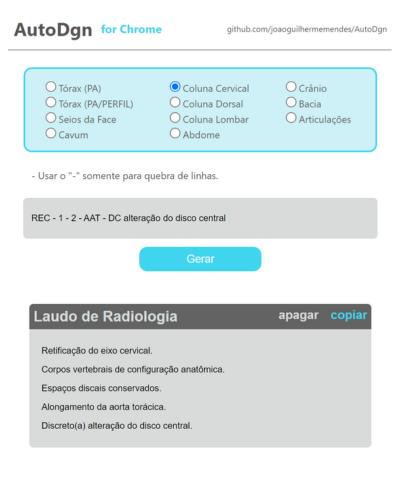 AutoDgn for Chrome github.com/joaoguilhermemendes/AutoDgn
Tórax (PA) Coluna Cervical Crânio
Tórax (PA/PERFIL) Coluna Dorsal Bacia
Seios da Face Coluna Lombar Articulações
Cavum Abdome
- Usar o "-" somente para quebra de linhas.
REC - 1 - 2 - AAT - DC alteração do disco central
Gerar
Laudo de Radiologia apagar copiar
Retificação do eixo cervical.
Corpos vertebrais de configuração anatômica.
Espaços discais conservados.
Alongamento da aorta torácica.
Discreto(a) alteração do disco central.